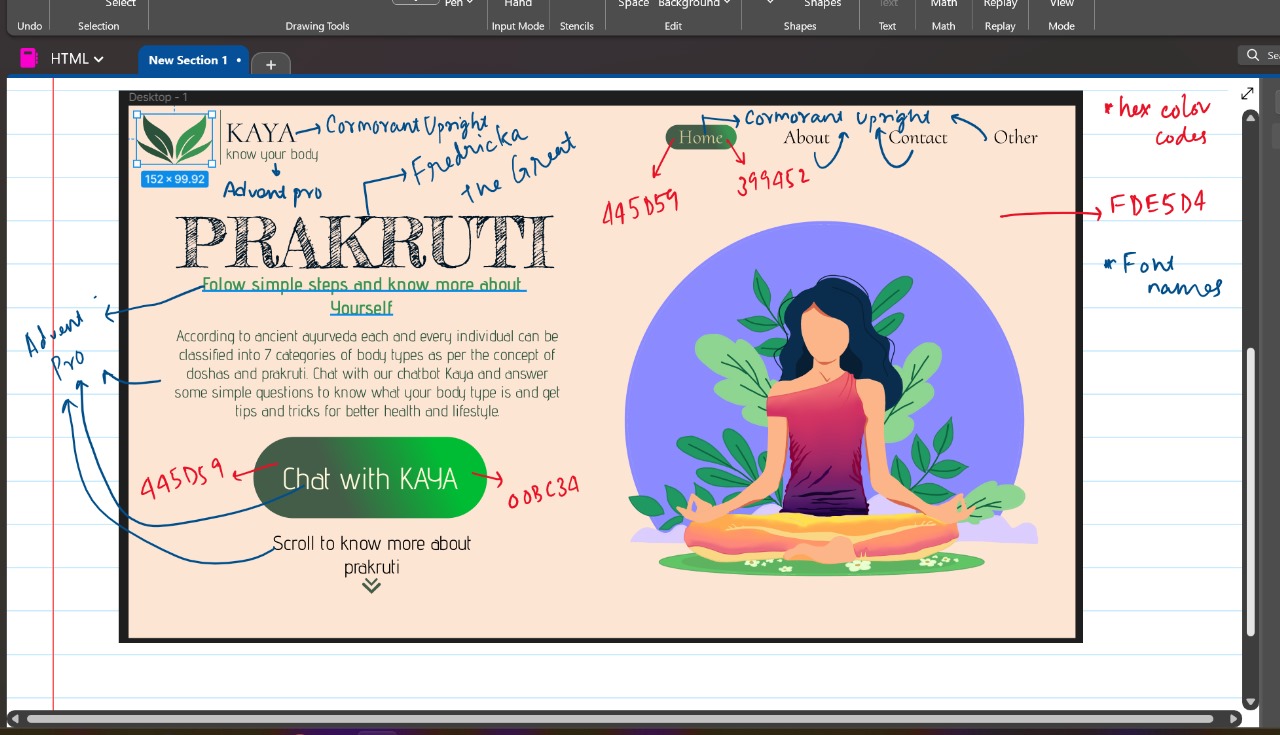 Select
Pen
Hand
Space Background
Shapes
Text
Math
Replay
View
Undo
Selection
Drawing Tools
Input Mode
Stencils
Edit
Shapes
Text
Math
Replay
Mode
HTML
New Section 1
+
Sea
Desktop - 1
KAYA
know your body
152 × 99.92
Cormorant Upright
Advent pro
Fredricka
the Great
Cormorant Upright
Home
About
Contact
Other
445D59
399452
*hex color
codes
FDE5D4
*Font
names
PRAKRUTI
Folow simple steps and know more about
Yourself
According to ancient ayurveda each and every individual can be
classified into 7 categories of body types as per the concept of
doshas and prakruti. Chat with our chatbot Kaya and answer
some simple questions to know what your body type is and get
tips and tricks for better health and lifestyle
Advent
Pro
Chat with KAYA
445D59
00BC3A
Scroll to know more about
prakruti